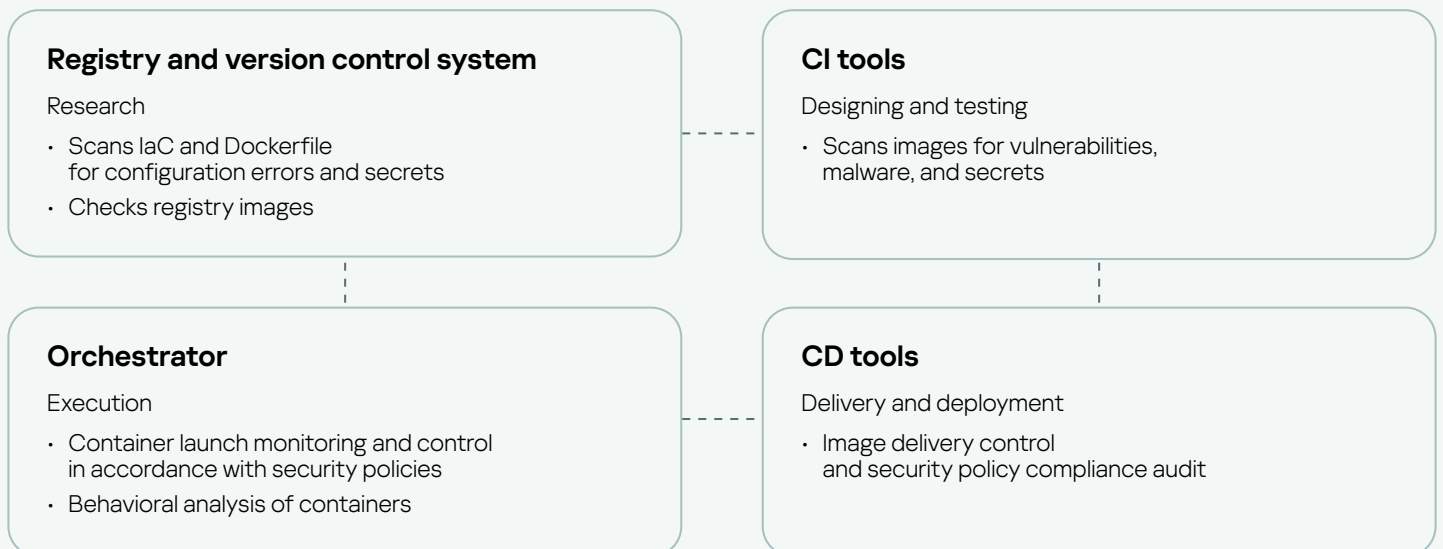 Registry and version control system
Research
• Scans IaC and Dockerfile
for configuration errors and secrets
• Checks registry images
CI tools
Designing and testing
• Scans images for vulnerabilities,
malware, and secrets
Orchestrator
Execution
• Container launch monitoring and control
in accordance with security policies
• Behavioral analysis of containers
CD tools
Delivery and deployment
• Image delivery control
and security policy compliance audit